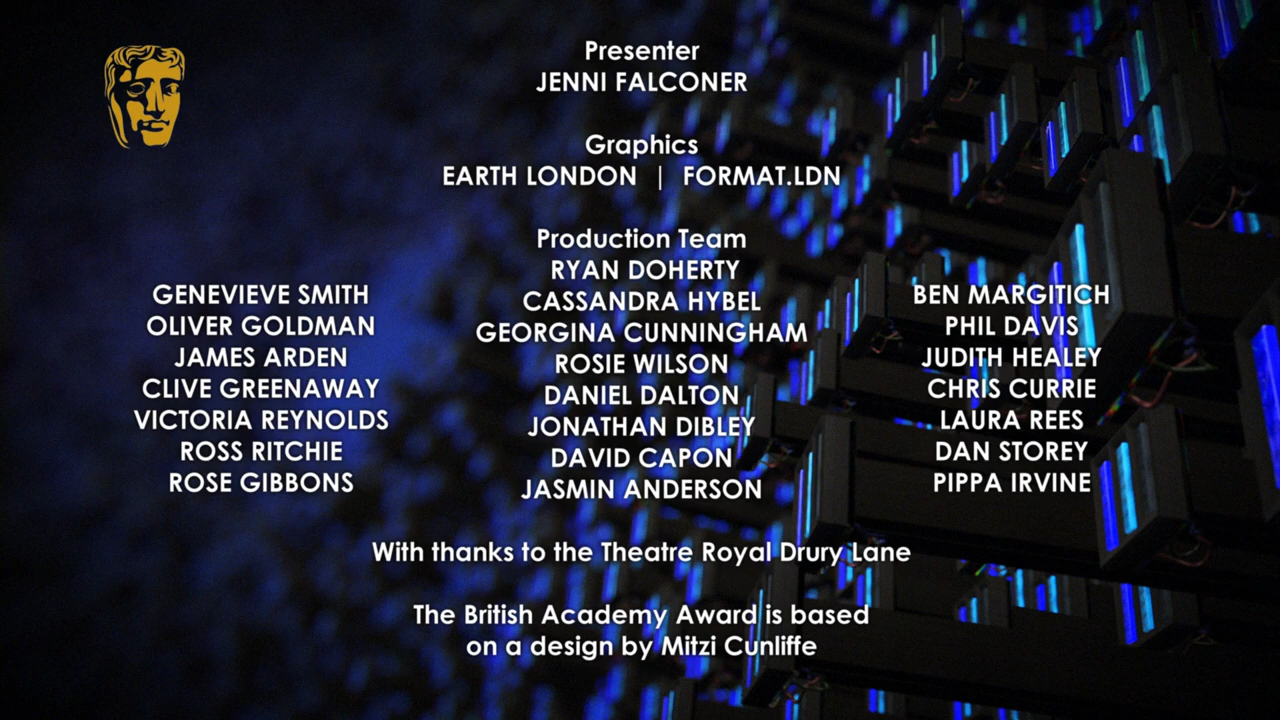 Presenter
JENNI FALCONER
Graphics
EARTH LONDON | FORMAT.LDN
Production Team
RYAN DOHERTY
CASSANDRA HYBEL
GEORGINA CUNNINGHAM
ROSIE WILSON
DANIEL DALTON
JONATHAN DIBLEY
DAVID CAPON
JASMIN ANDERSON
GENEVIEVE SMITH
OLIVER GOLDMAN
JAMES ARDEN
CLIVE GREENAWAY
VICTORIA REYNOLDS
ROSS RITCHIE
ROSE GIBBONS
BEN MARGITICH
PHIL DAVIS
JUDITH HEALEY
CHRIS CURRIE
LAURA REES
DAN STOREY
PIPPA IRVINE
With thanks to the Theatre Royal Drury Lane
The British Academy Award is based
on a design by Mitzi Cunliffe